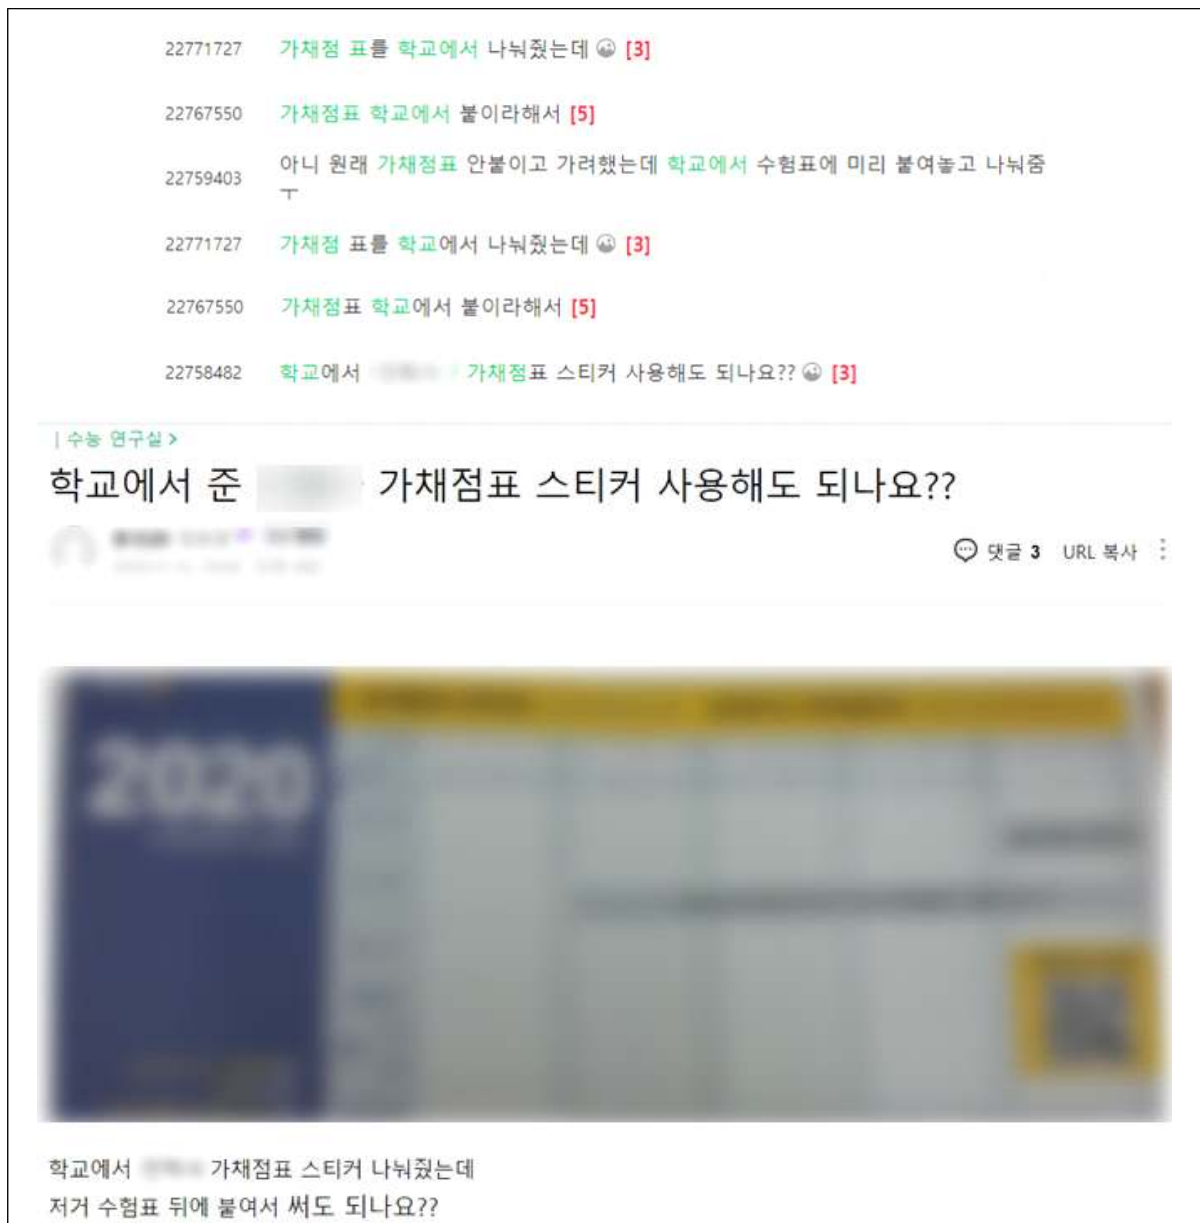 22771727 가채점 표를 학교에서 나눠줬는데 [3]
22767550 가채점표 학교에서 붙이라해서 [5]
22759403 아니 원래 가채점표 안붙이고 가려했는데 학교에서 수험표에 미리 붙여놓고 나눠줌
ㅜ
22771727 가채점 표를 학교에서 나눠줬는데 [3]
22767550 가채점표 학교에서 붙이라해서 [5]
22758482 학교에서 가채점표 스티커 사용해도 되나요?? [3]
| 수능 연구실 >
학교에서 준 가채점표 스티커 사용해도 되나요??
댓글 3 URL 복사
2020
학교에서 가채점표 스티커 나눠줬는데
저거 수험표 뒤에 붙여서 써도 되나요??